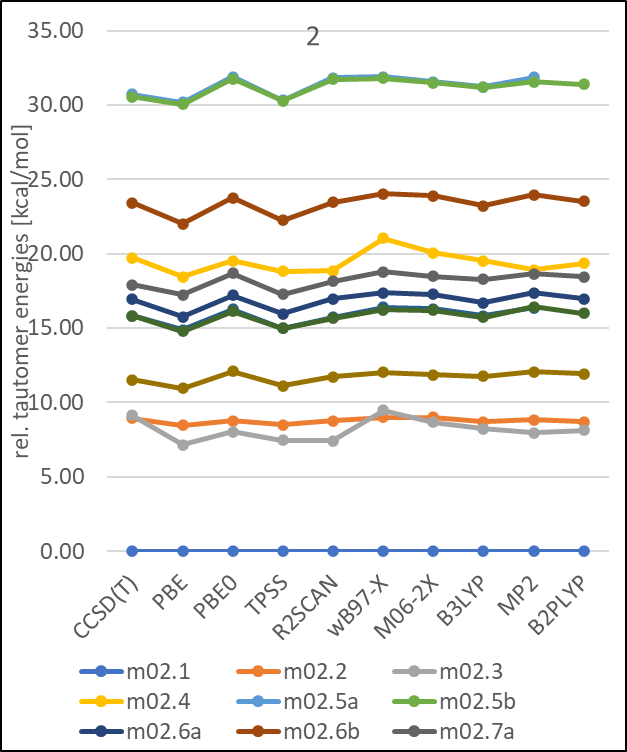 2
35.00
30.00
25.00
20.00
15.00
10.00
5.00
0.00
rel. tautomer energies [kcal/mol]
CCSD(T) PBE PBE0 TPSS R2SCAN wB97-X M06-2X B3LYP MP2 B2PLYP
m02.1 m02.2 m02.3
m02.4 m02.5a m02.5b
m02.6a m02.6b m02.7a